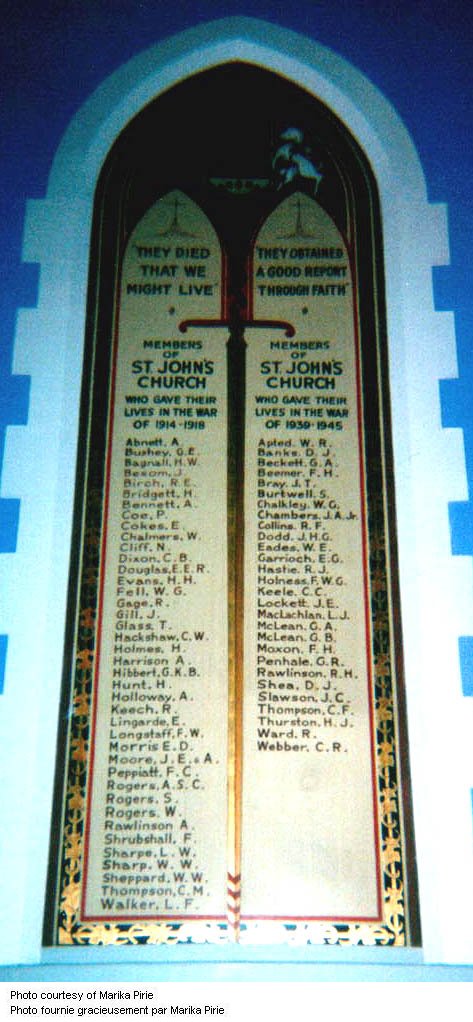 "THEY DIED
THAT WE
MIGHT LIVE"
MEMBERS
OF
ST. JOHN'S
CHURCH
WHO GAVE THEIR
LIVES IN THE WAR
OF 1914-1918
Abnett. A.
Bushey, G.E.
Bagnall, H.W.
Bexom, J.
Birch, R.E.
Bridgett, H.
Bennett, A.
Coe, P.
Cokes, E.
Chalmers, W.
Cliff, N.
Dixon, C.B.
Douglas, E.E.R.
Evans, H.H.
Fell, W.G.
Gage, R.
Gill, J.
Glass, T.
Hackshaw, C.W.
Holmes, H.
Harrison A.
Hibbert, G.K.B.
Hunt, H.
Holloway, A.
Keech, R.
Lingarde, E.
Longstaff, F.W.
Morris E.D.
Moore, J.E. & A.
Peppiatt, F.C.
Rogers, A.S.C.
Rogers, S.
Rogers, W.
Rawlinson A.
Shrubshall, F.
Sharpe, L.W.
Sharp, W.W.
Sheppard, W.W.
Thompson, C.M.
Walker, L.F.
"THEY OBTAINED
A GOOD REPORT
THROUGH FAITH"
MEMBERS
OF
ST. JOHN'S
CHURCH
WHO GAVE THEIR
LIVES IN THE WAR
OF 1939-1945
Apted. W.R.
Banks. D.J.
Beckett. G.A.
Beemer. F.H.
Bray. J.T.
Burtwell. S.
Chalkley. W.G.
Chambers. J.A. Jr.
Collins. R.F.
Dodd. J.H.G.
Eades. W.E.
Garrioch. E.G.
Hastie. R.J.
Holness. F.W.G.
Keele. C.C.
Lockett. J.E.
MacLachlan. L.J.
McLean. G.A.
McLean. G.B.
Moxon. F.H.
Penhale. G.R.
Rawlinson. R.H.
Shea. D.J.
Slawson. J.C.
Thompson. C.F.
Thurston. H.J.
Ward. R.
Webber. C.R.
Photo courtesy of Marika Pirie
Photo fournie gracieusement par Marika Pirie